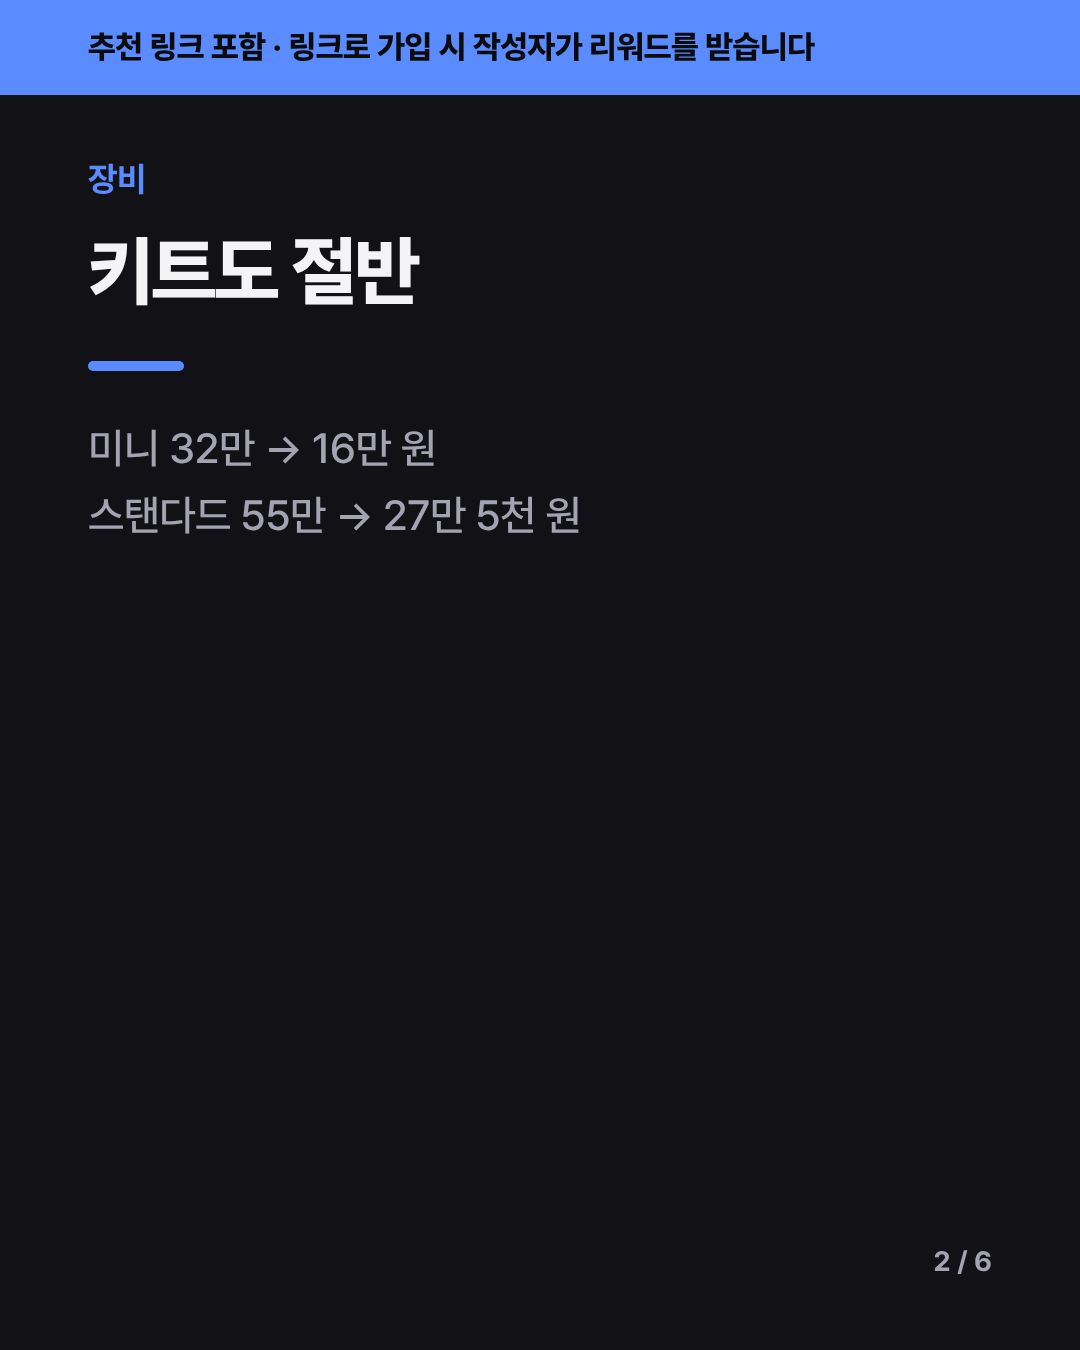 추천 링크 포함 · 링크로 가입 시 작성자가 리워드를 받습니다
장비
키트도 절반
미니 32만 → 16만 원
스탠다드 55만 → 27만 5천 원
2 / 6